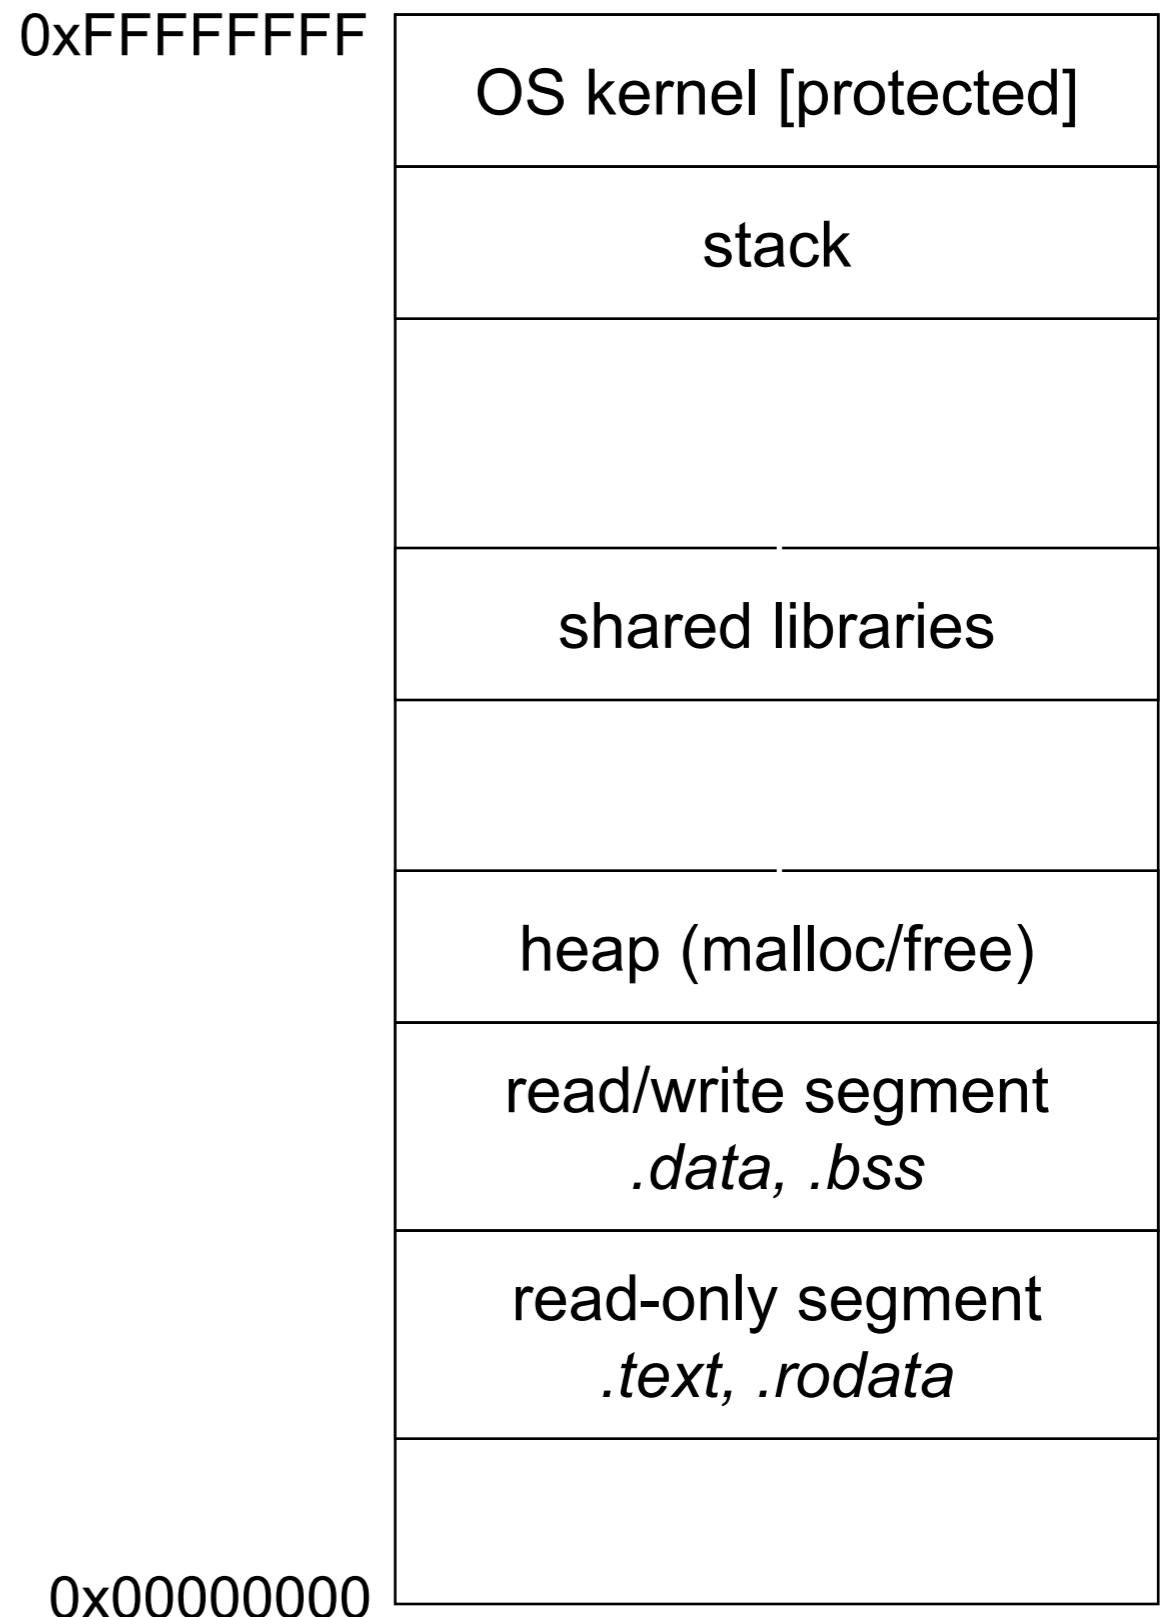 0xFFFFFFFF
OS kernel [protected]
stack
shared libraries
heap (malloc/free)
read/write segment
.data, .bss
read-only segment
.text, .rodata
0x00000000